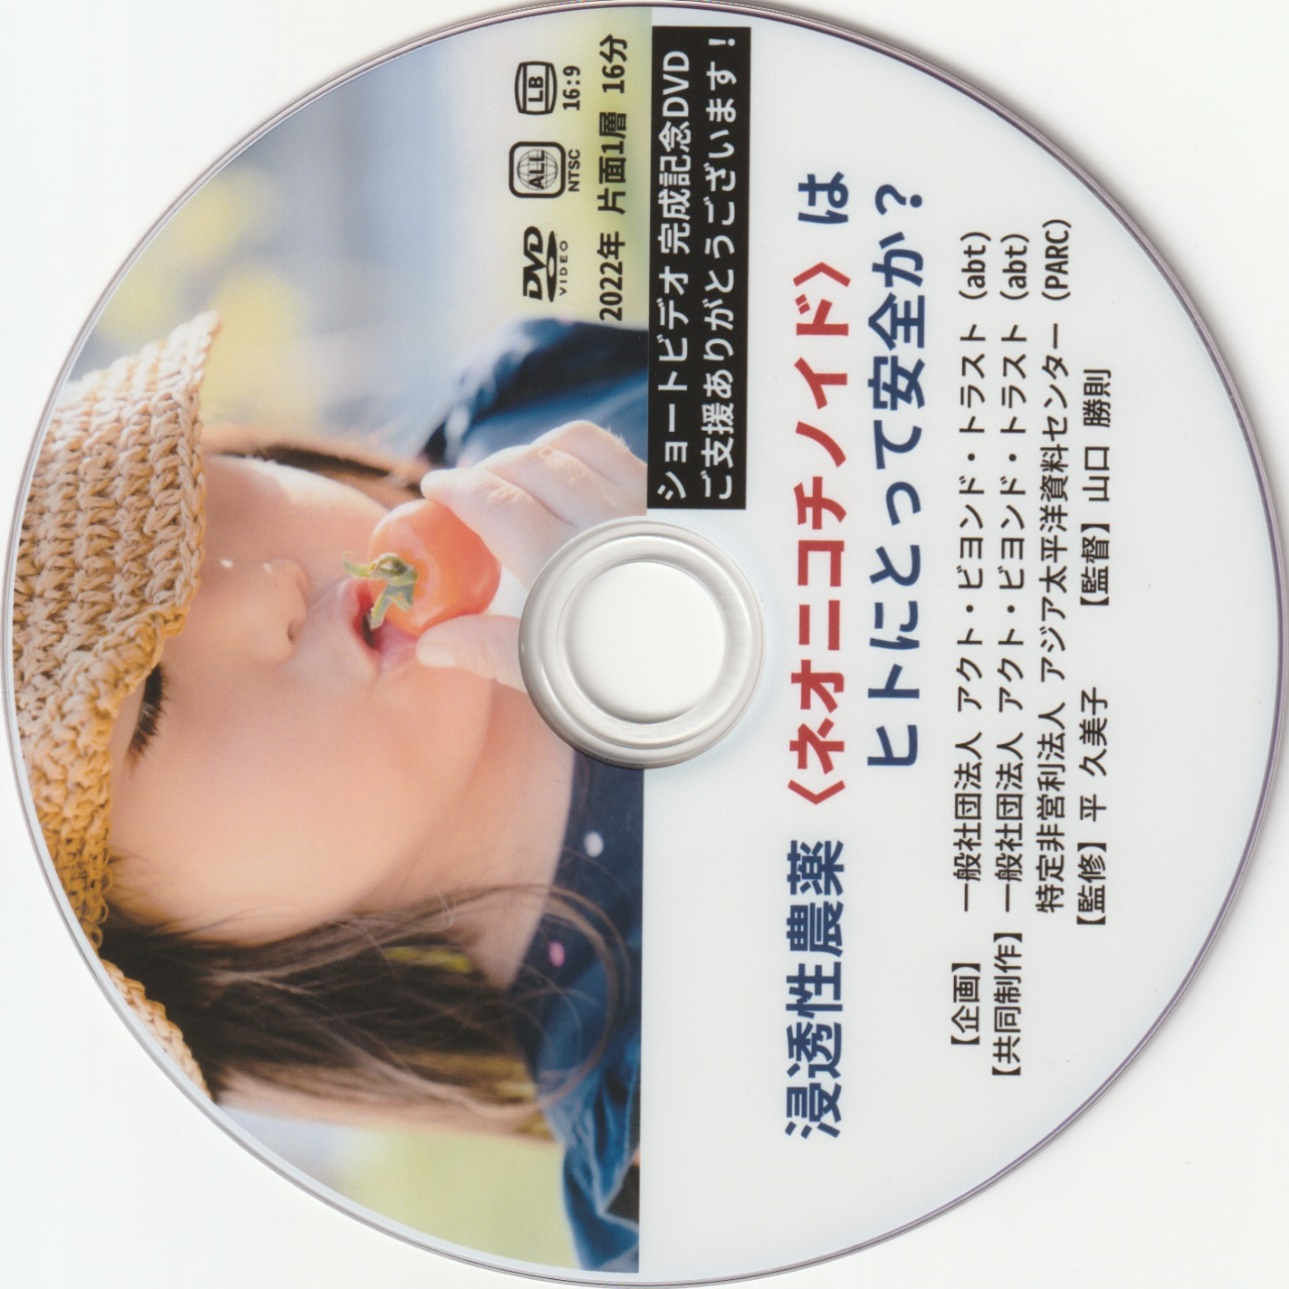 LB
16:9
ALL
NTSC
DVD
VIDEO
2022年 片面1層 16分
ショートビデオ 完成記念DVD
ご支援ありがとうございます！
浸透性農薬〈ネオニコチノイド〉は
ヒトにとって安全か？
【企画】 一般社団法人 アクト・ビヨンド・トラスト（abt）
【共同制作】一般社団法人 アクト・ビヨンド・トラスト（abt）
特定非営利法人 アジア太平洋資料センター（PARC）
【監修】平 久美子 【監督】山口 勝則